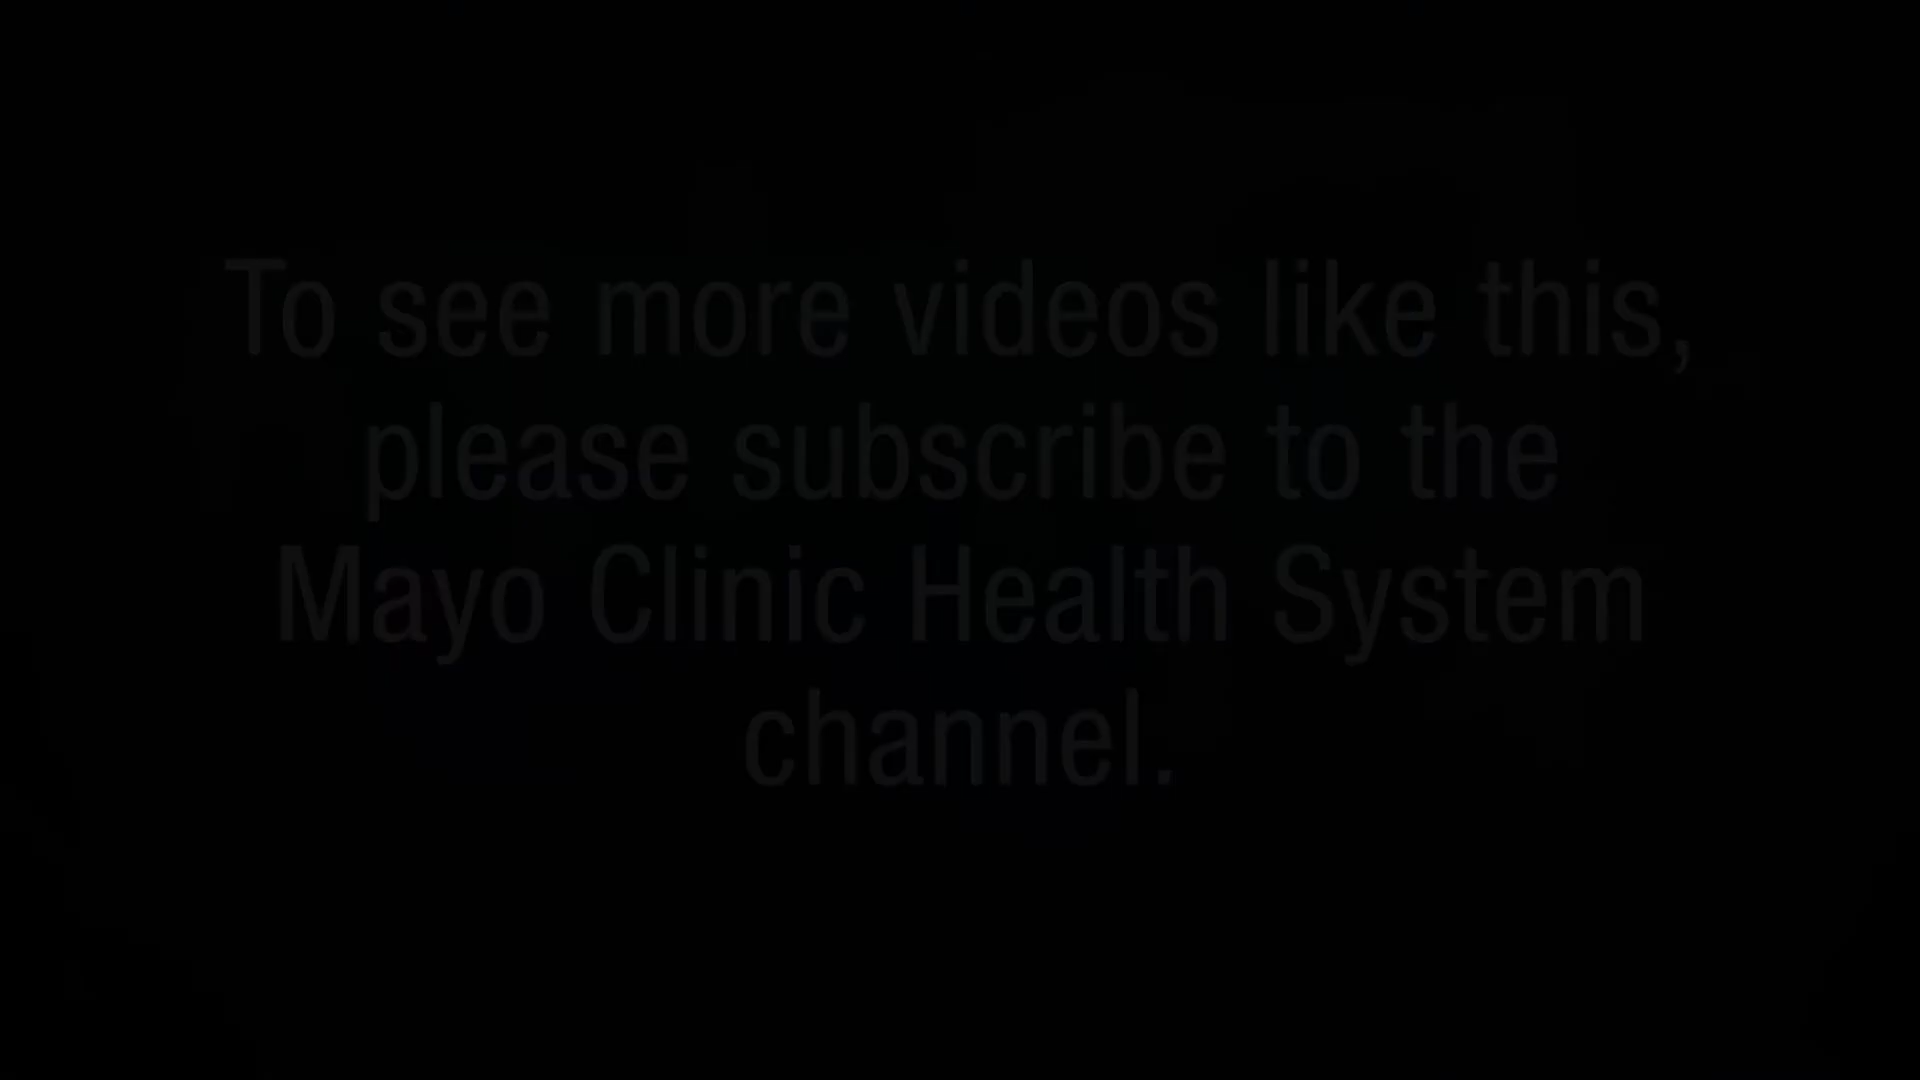 To see more videos like this,
please subscribe to the
Mayo Clinic Health System
channel.